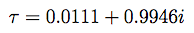 τ = 0.0111 + 0.9946i